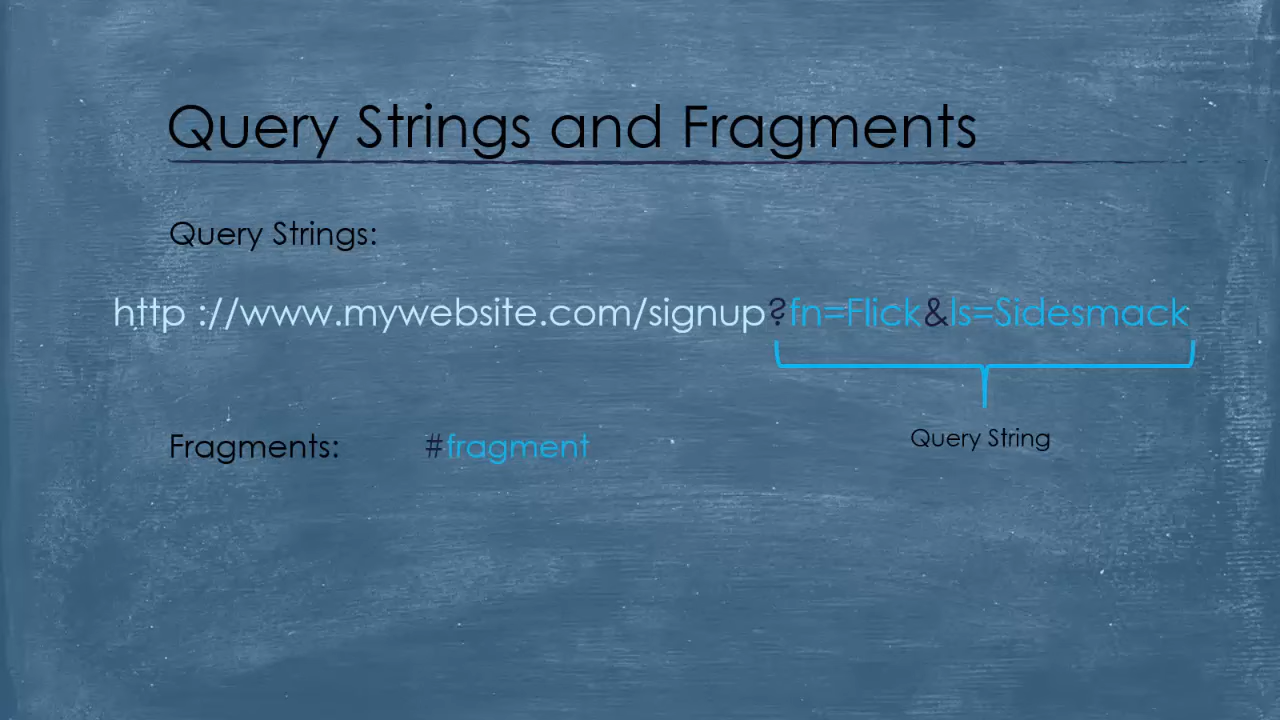 Query Strings and Fragments
Query Strings:
http ://www.mywebsite.com/signup?fn=Flick&ls=Sidesmack
Query String
Fragments: #fragment